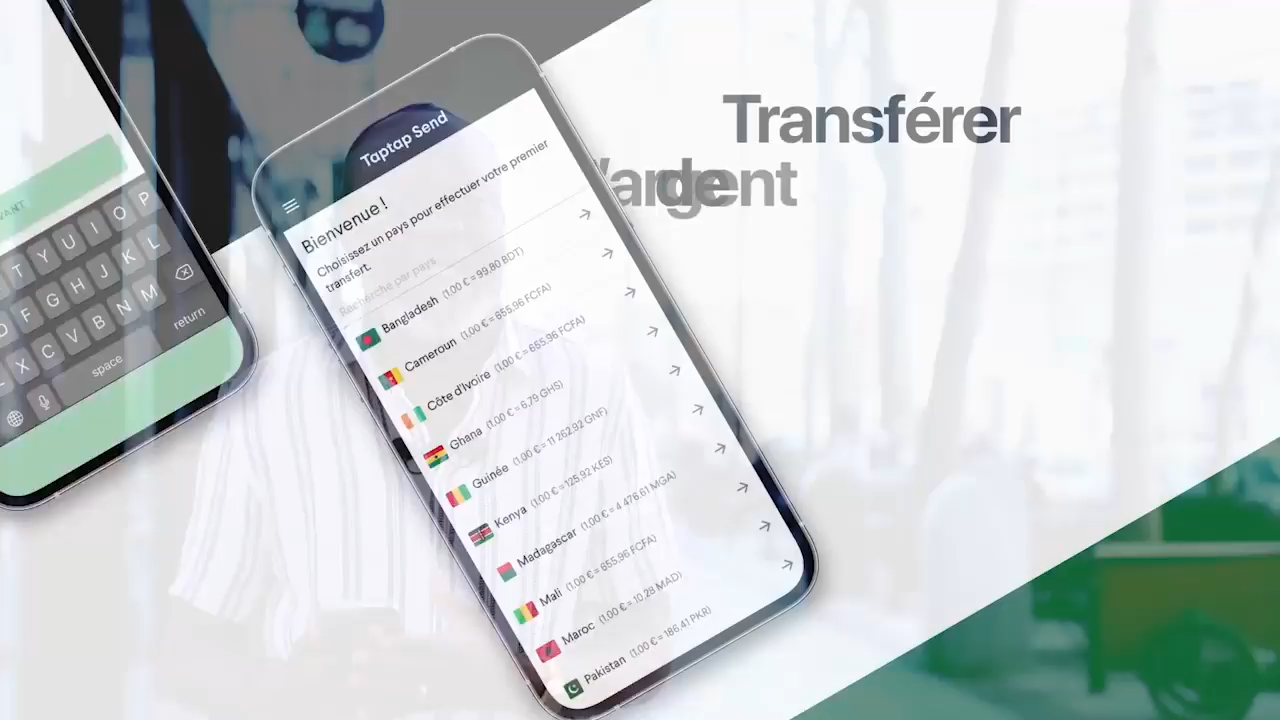 Transférer
Taptap Send
Bienvenue !
Choisissez un pays pour effectuer votre premier
transfert.
Recherche par pays
Bangladesh (1,00 € = 99,80 BDT)
Cameroun (1,00 € = 655,96 FCFA)
Côte d'Ivoire (1,00 € = 655,96 FCFA)
Ghana (1,00 € = 6,79 GHS)
Guinée (1,00 € = 11 262,92 GNF)
Kenya (1,00 € = 125,92 KES)
Madagascar (1,00 € = 4 476,61 MGA)
Mali (1,00 € = 655,96 FCFA)
Maroc (1,00 € = 10,28 MAD)
Pakistan (1,00 € = 186,41 PKR)
T Y U I O P
F G H J K L
X C V B N M
space return